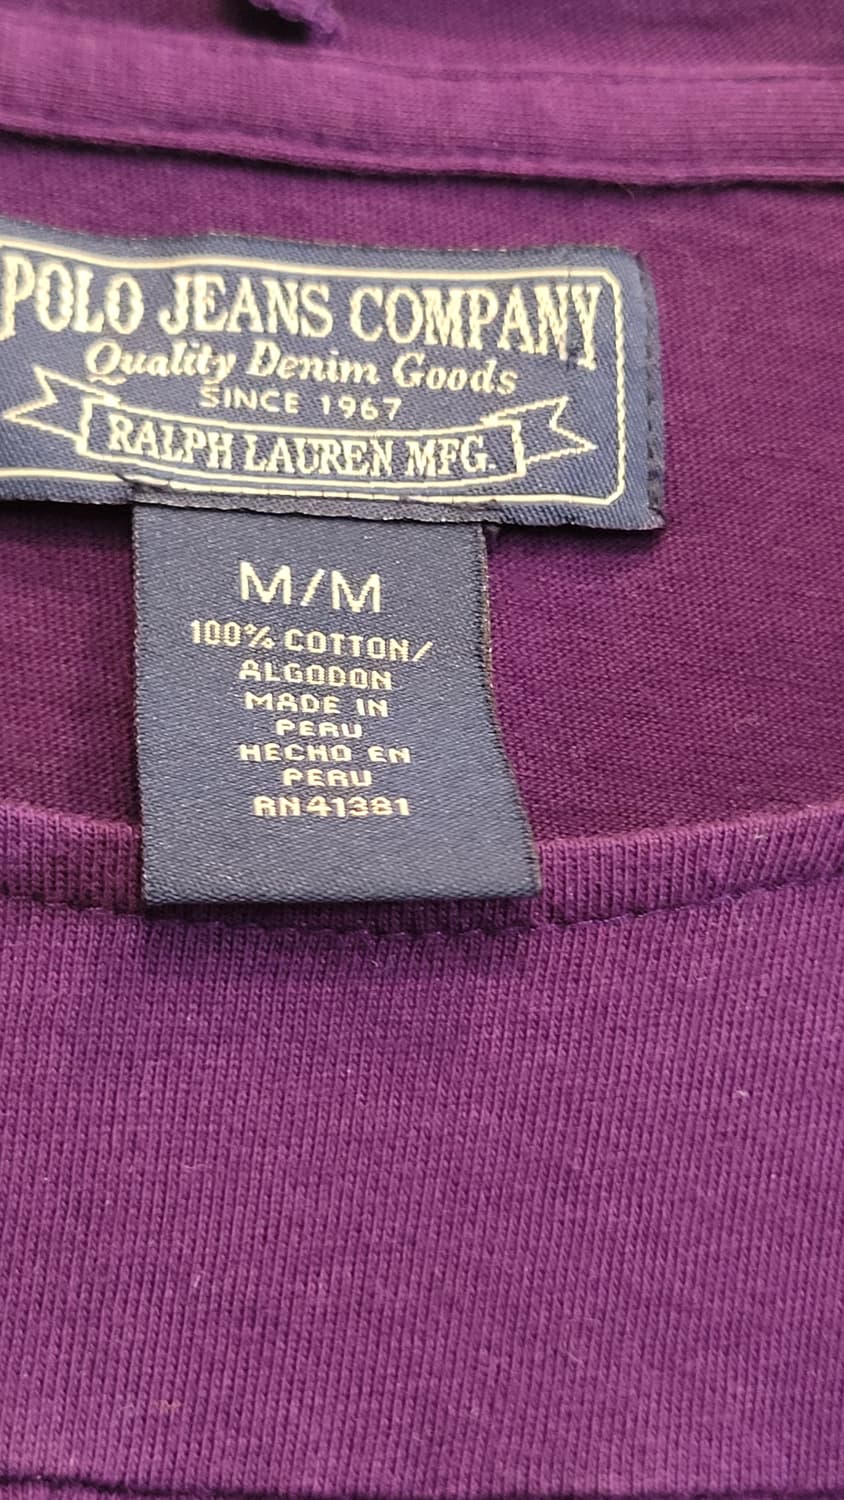 POLO JEANS COMPANY
Quality Denim Goods
SINCE 1967
RALPH LAUREN MFG.
M/M
100% COTTON/
ALGODON
MADE IN
PERU
HECHO EN
PERU
RN41381